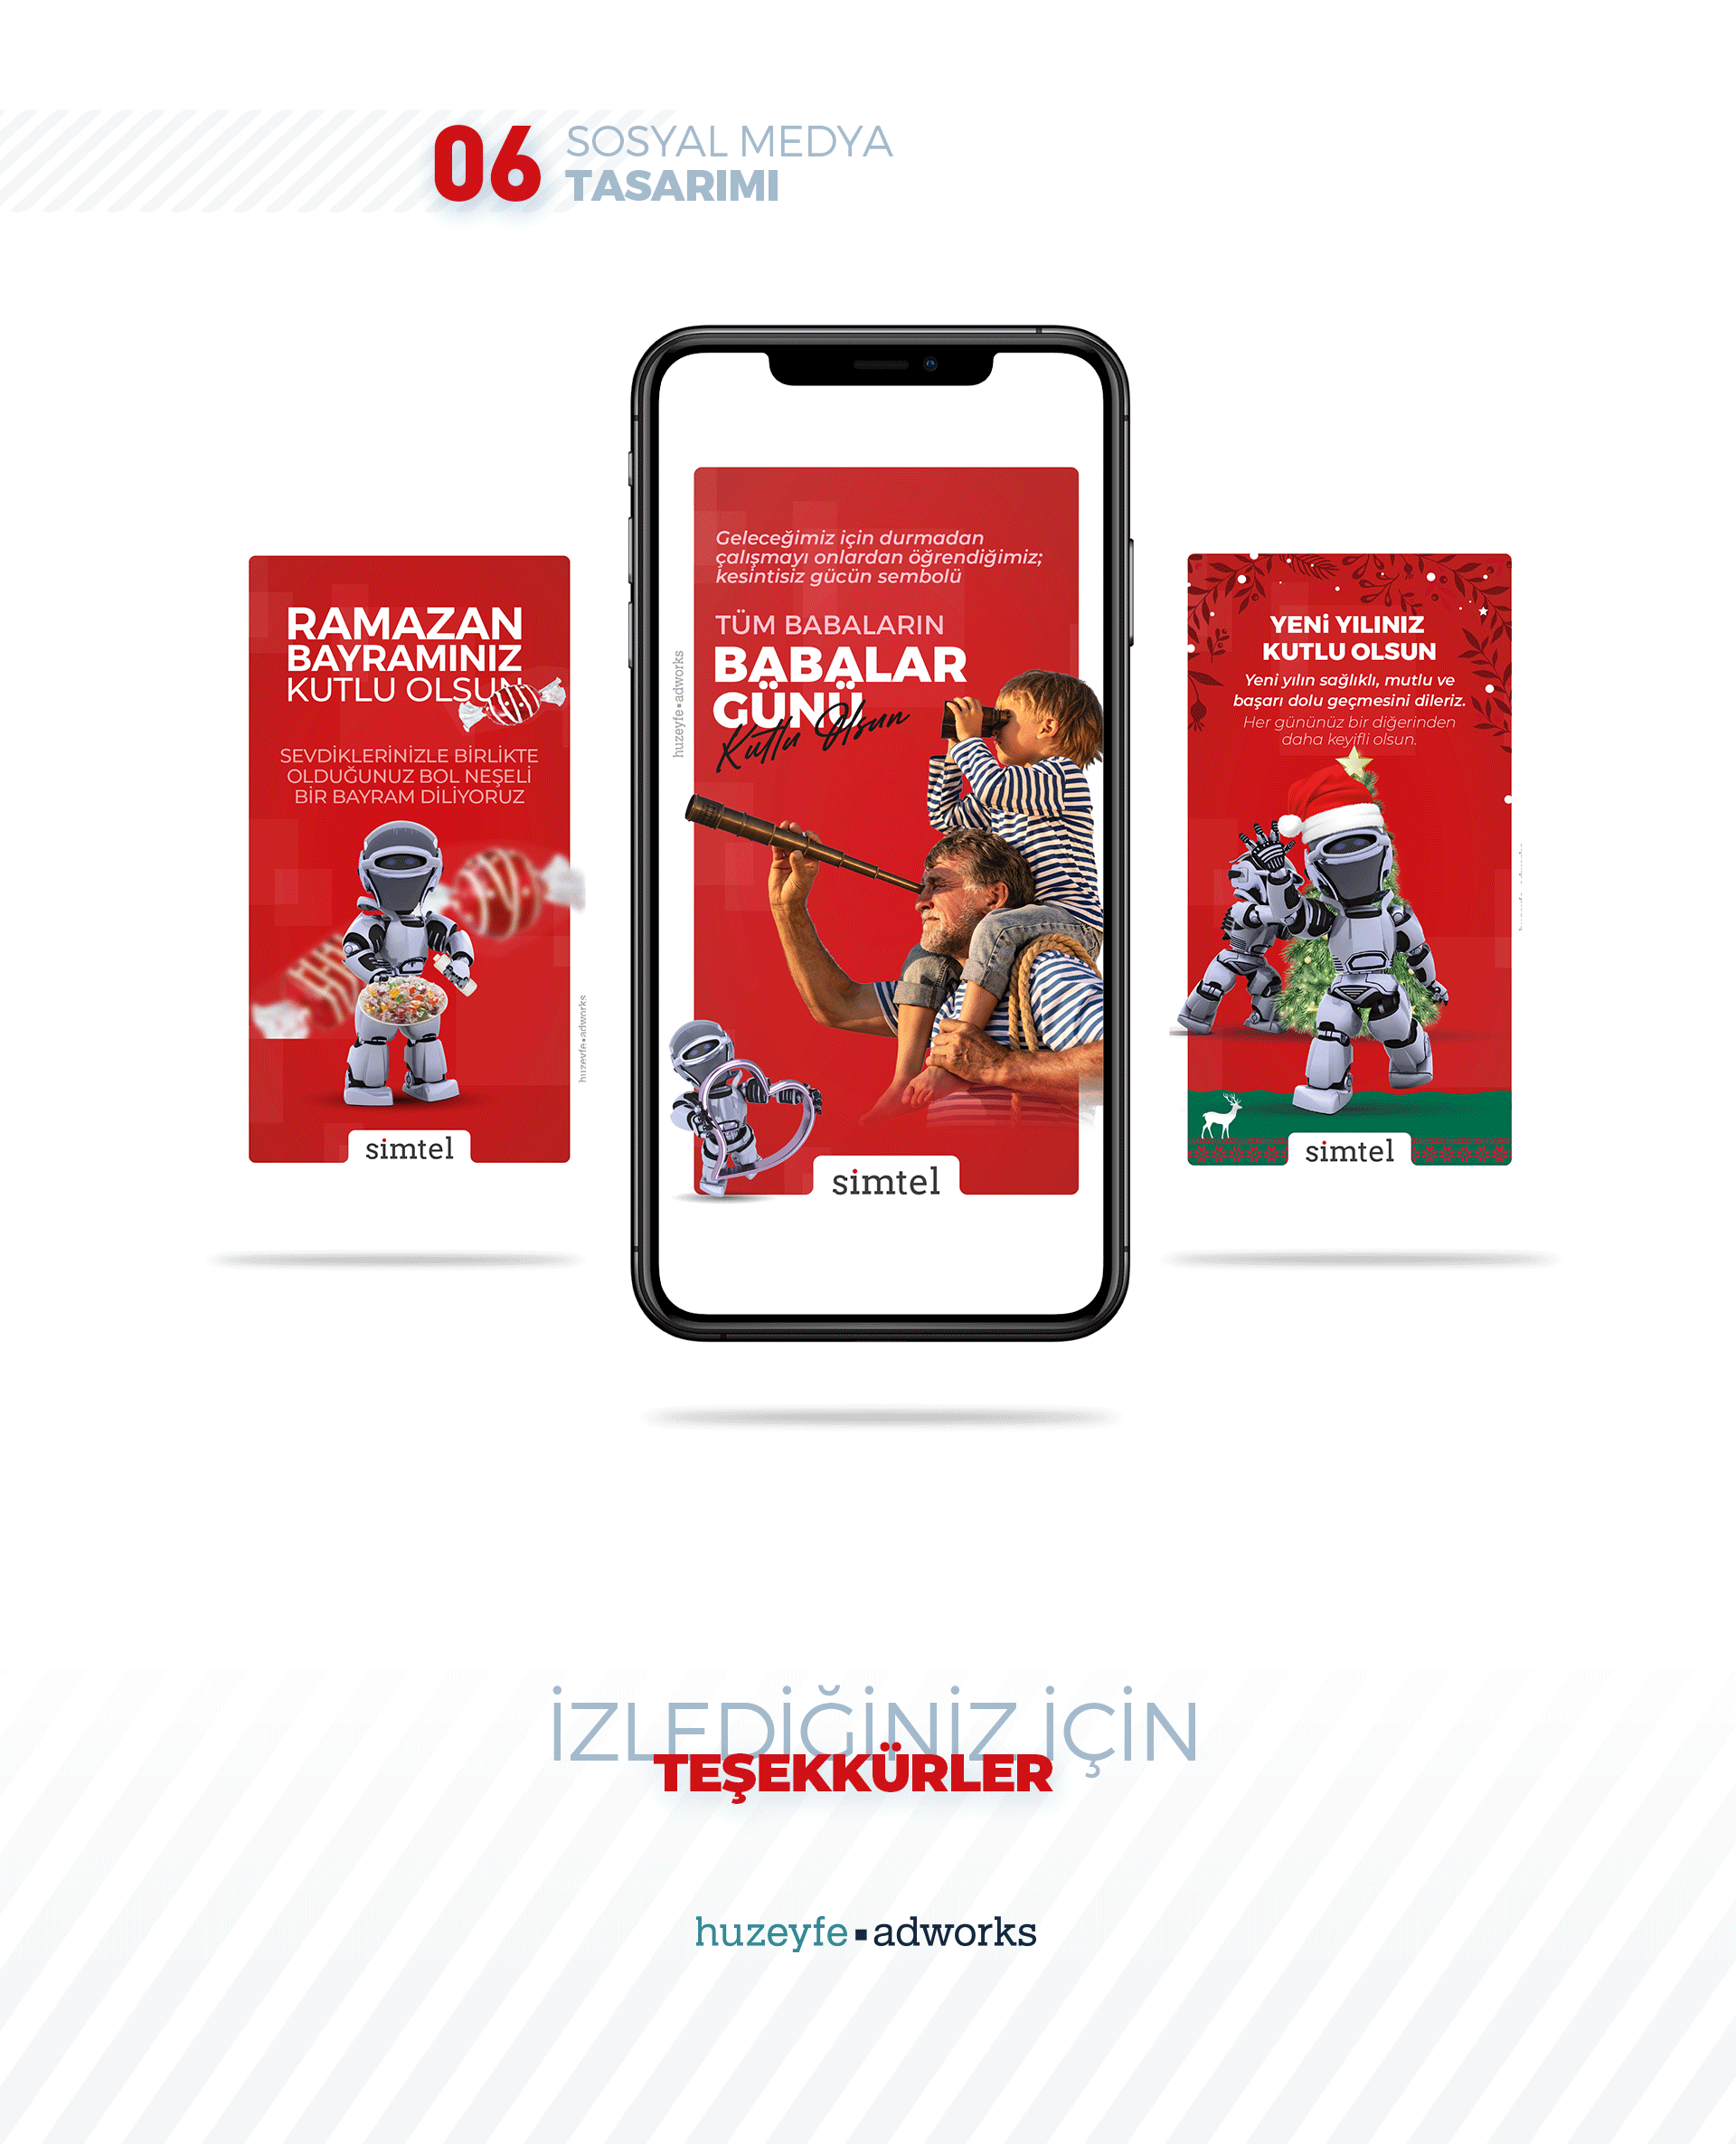 06
SOSYAL MEDYA
TASARIMI
RAMAZAN
BAYRAMINIZ
KUTLU OLSUN
SEVDİKLERİNİZLE BİRLİKTE
OLDUĞUNUZ BOL NEŞELİ
BİR BAYRAM DİLİYORUZ
simtel
huzeyfe▪adworks
huzeyfe▪adworks
Geleceğimiz için durmadan
çalışmayı onlardan öğrendiğimiz;
kesintisiz gücün sembolü
TÜM BABALARIN
BABALAR
GÜNÜ
Kutlu Olsun
simtel
YENİ YILINIZ
KUTLU OLSUN
Yeni yılın sağlıklı, mutlu ve
başarı dolu geçmesini dileriz.
Her gününüz bir diğerinden
daha keyifli olsun.
simtel
İZLEDİĞİNİZ İÇİN
TEŞEKKÜRLER
huzeyfe▪adworks